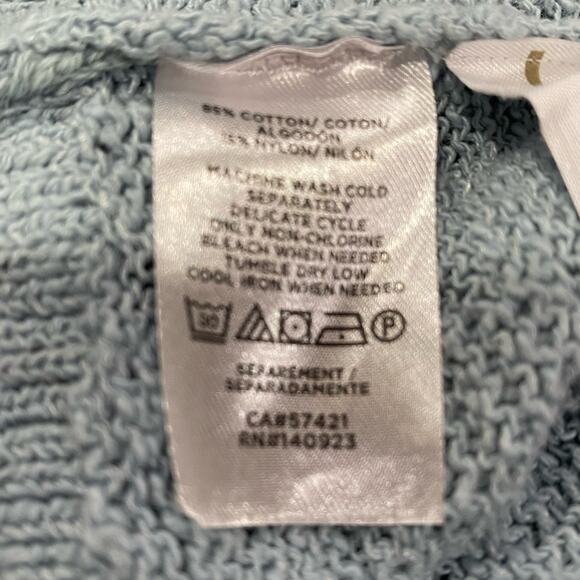 85% COTTON/ COTON/
ALGODÓN
15% NYLON/ NILÓN
MACHINE WASH COLD
SEPARATELY
DELICATE CYCLE
ONLY NON-CHLORINE
BLEACH WHEN NEEDED
TUMBLE DRY LOW
COOL IRON WHEN NEEDED
30 P
SÉPARÉMENT /
SEPARADAMENTE
CA#57421
RN#140923